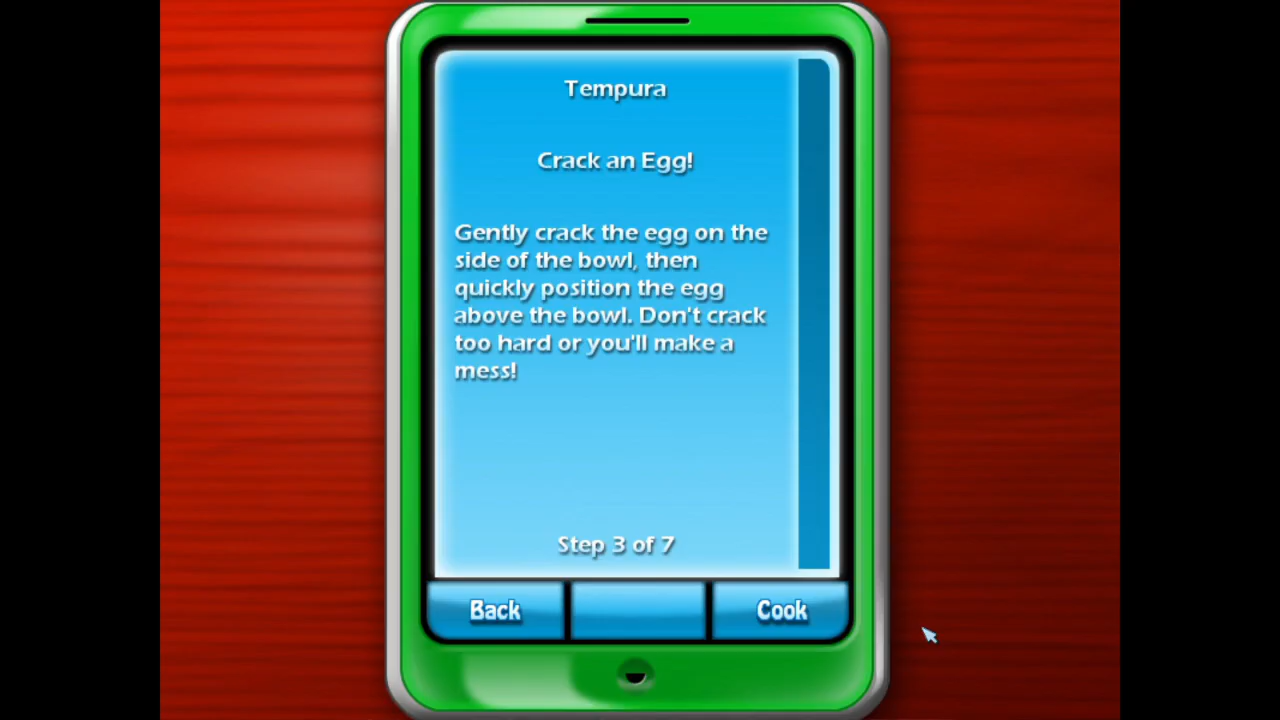 Tempura
Crack an Egg!
Gently crack the egg on the
side of the bowl, then
quickly position the egg
above the bowl. Don't crack
too hard or you'll make a
mess!
Step 3 of 7
Back
Cook